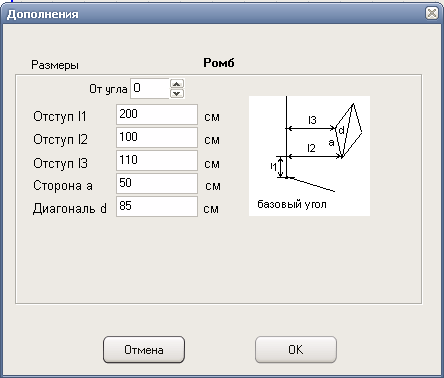 Дополнения
Размеры
Ромб
От угла 0
Отступ l1 200 см
Отступ l2 100 см
Отступ l3 110 см
Сторона a 50 см
Диагональ d 85 см
l3
d
a
l2
l1
базовый угол
Отмена
OK